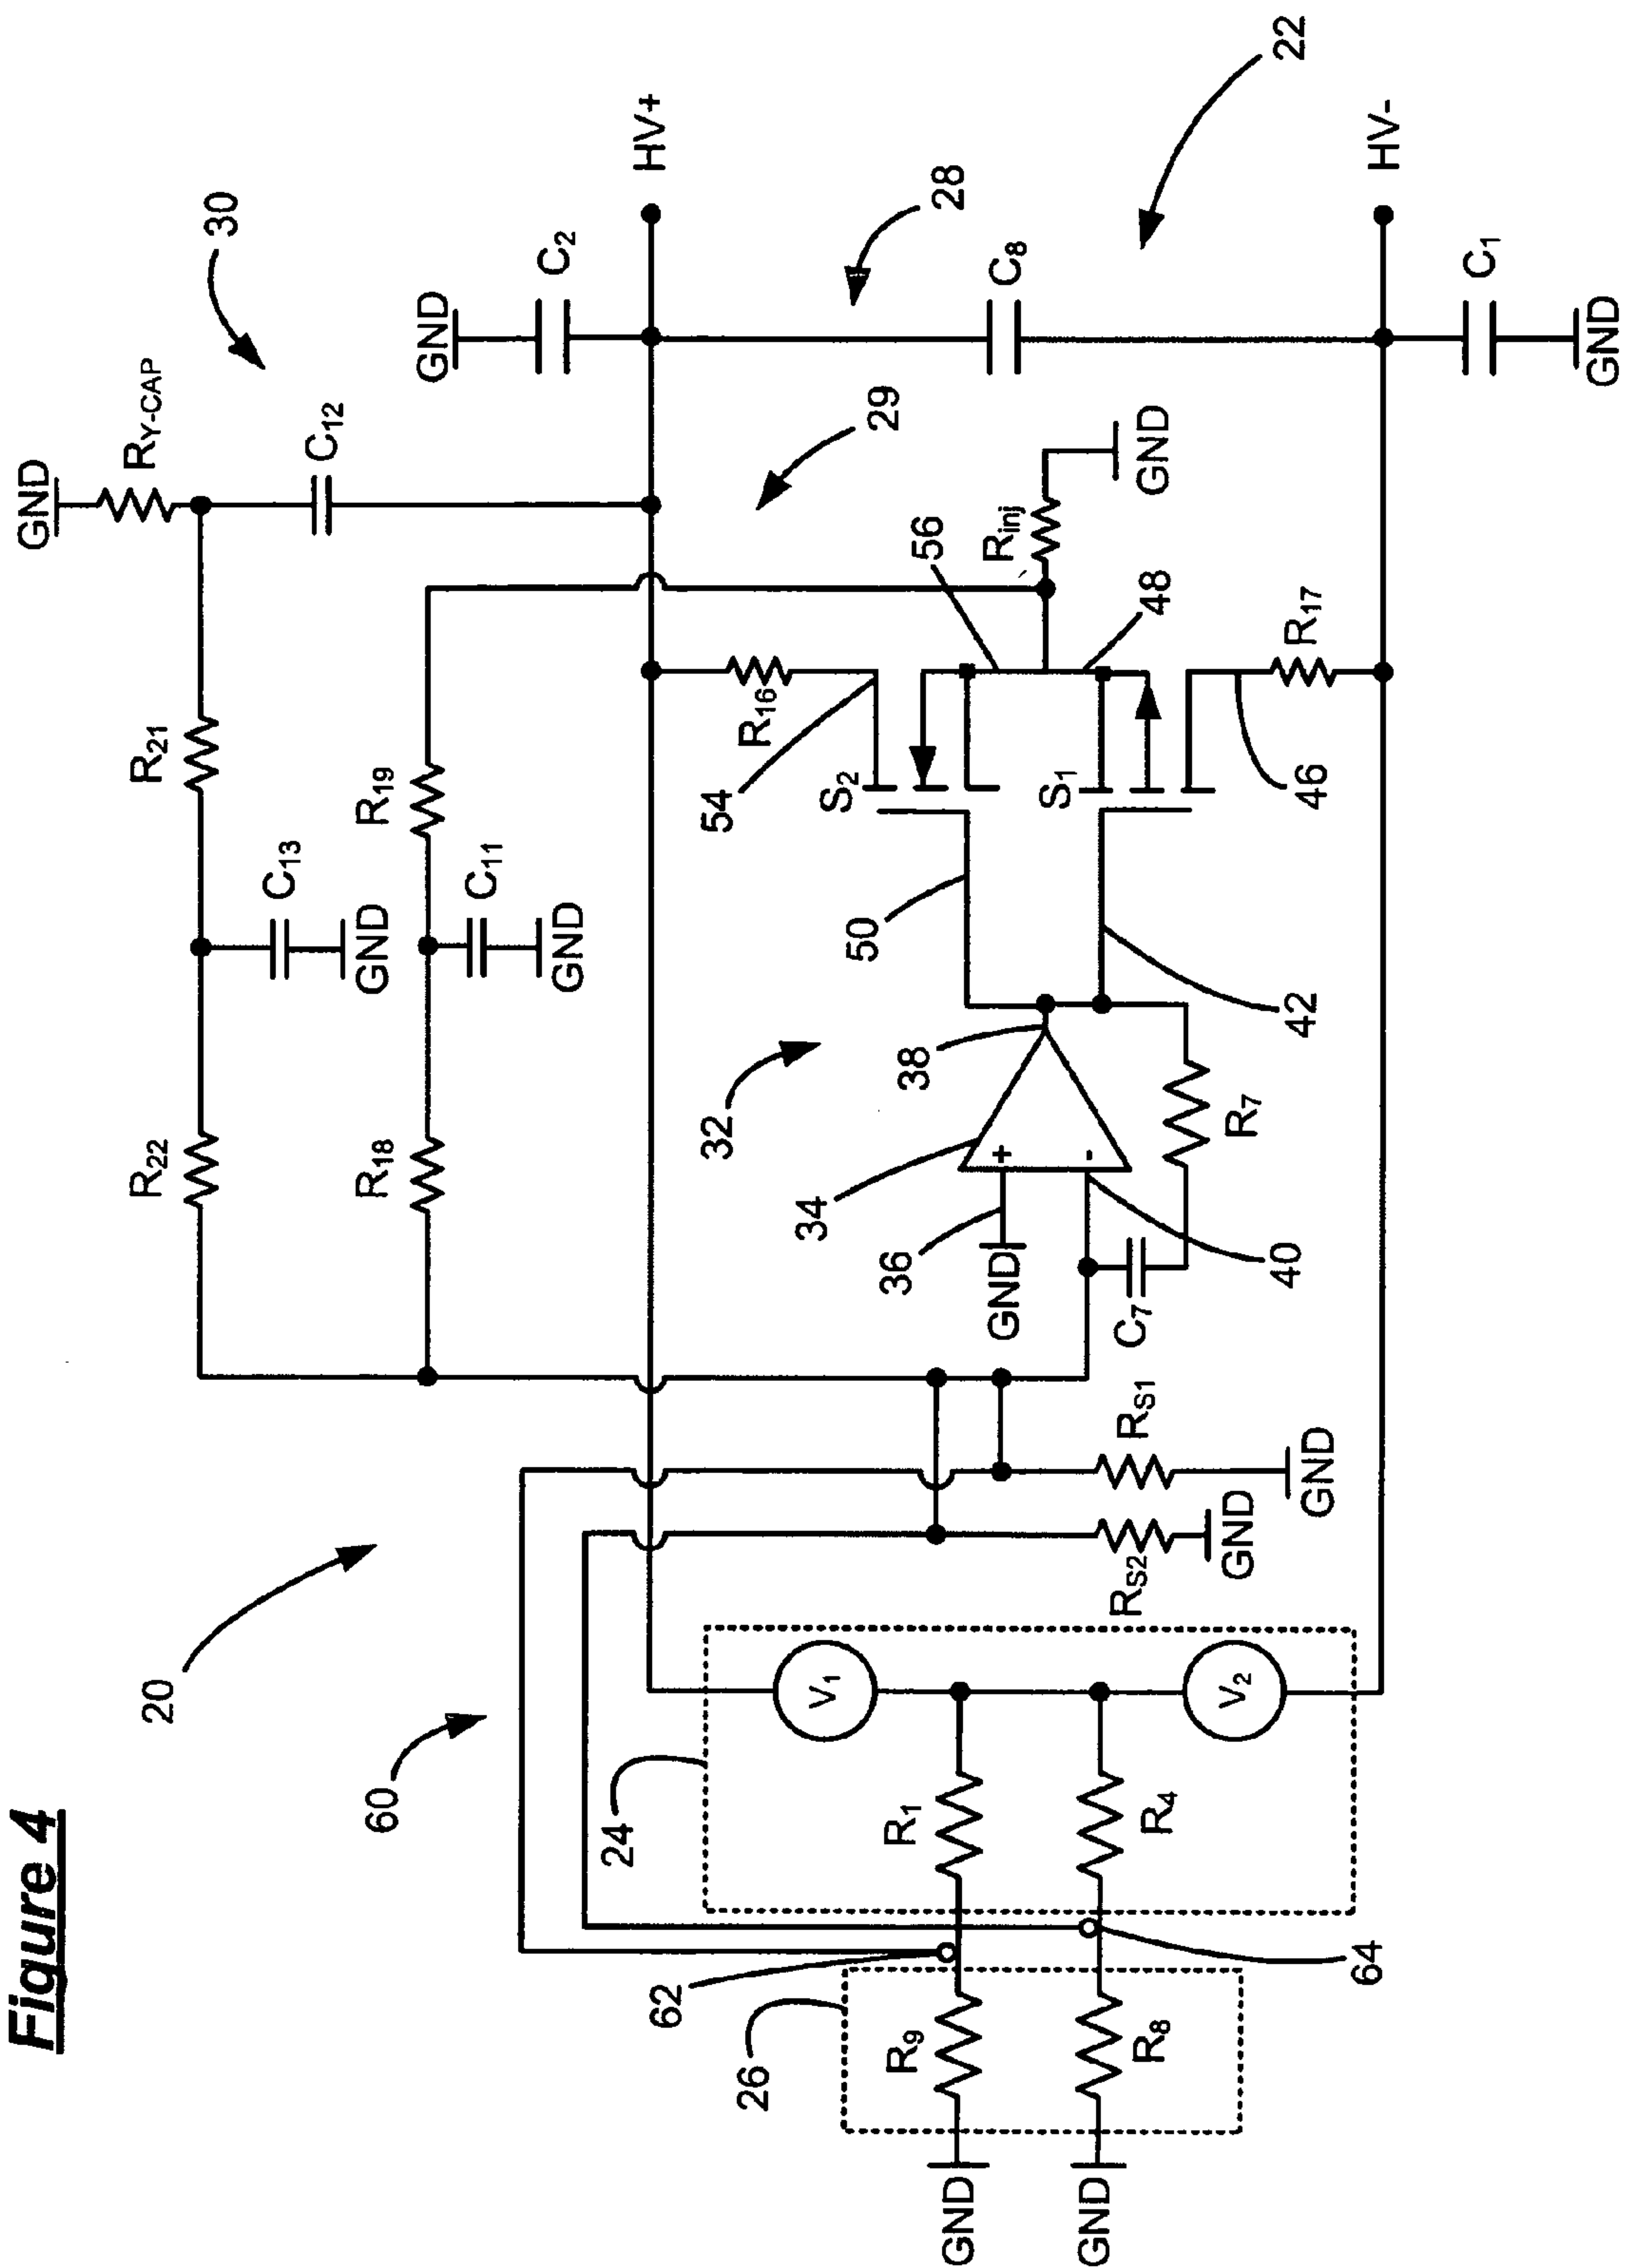 Figure 4
GND
R_Y-CAP
30
C12
GND
C2
HV+
R21
R22
C13
GND
R19
R18
C11
GND
29
28
C8
22
HV-
C1
GND
20
60
R16
54
S2
50
56
Rinj
GND
48
S1
46
R17
32
38
34
+
-
36
GND
42
R7
C7
40
RS1
GND
RS2
GND
24
V1
V2
R1
R4
62
64
26
R9
R8
GND
GND